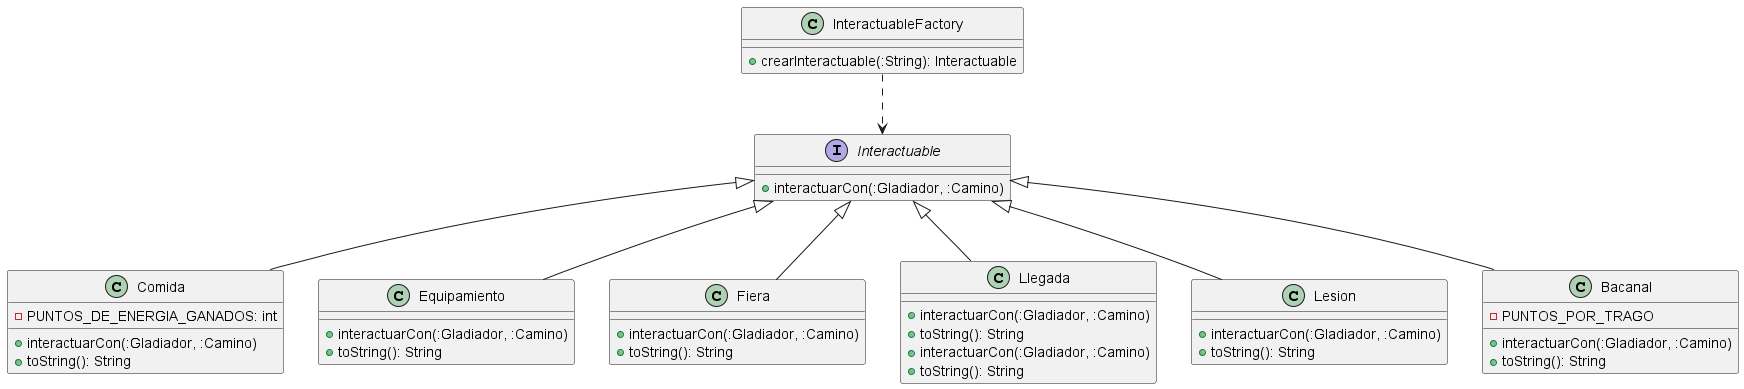 C InteractuableFactory
crearInteractuable(:String): Interactuable
I Interactuable
interactuarCon(:Gladiador, :Camino)
C Comida
PUNTOS_DE_ENERGIA_GANADOS: int
interactuarCon(:Gladiador, :Camino)
toString(): String
C Equipamiento
interactuarCon(:Gladiador, :Camino)
toString(): String
C Fiera
interactuarCon(:Gladiador, :Camino)
toString(): String
C Llegada
interactuarCon(:Gladiador, :Camino)
toString(): String
interactuarCon(:Gladiador, :Camino)
toString(): String
C Lesion
interactuarCon(:Gladiador, :Camino)
toString(): String
C Bacanal
PUNTOS_POR_TRAGO
interactuarCon(:Gladiador, :Camino)
toString(): String